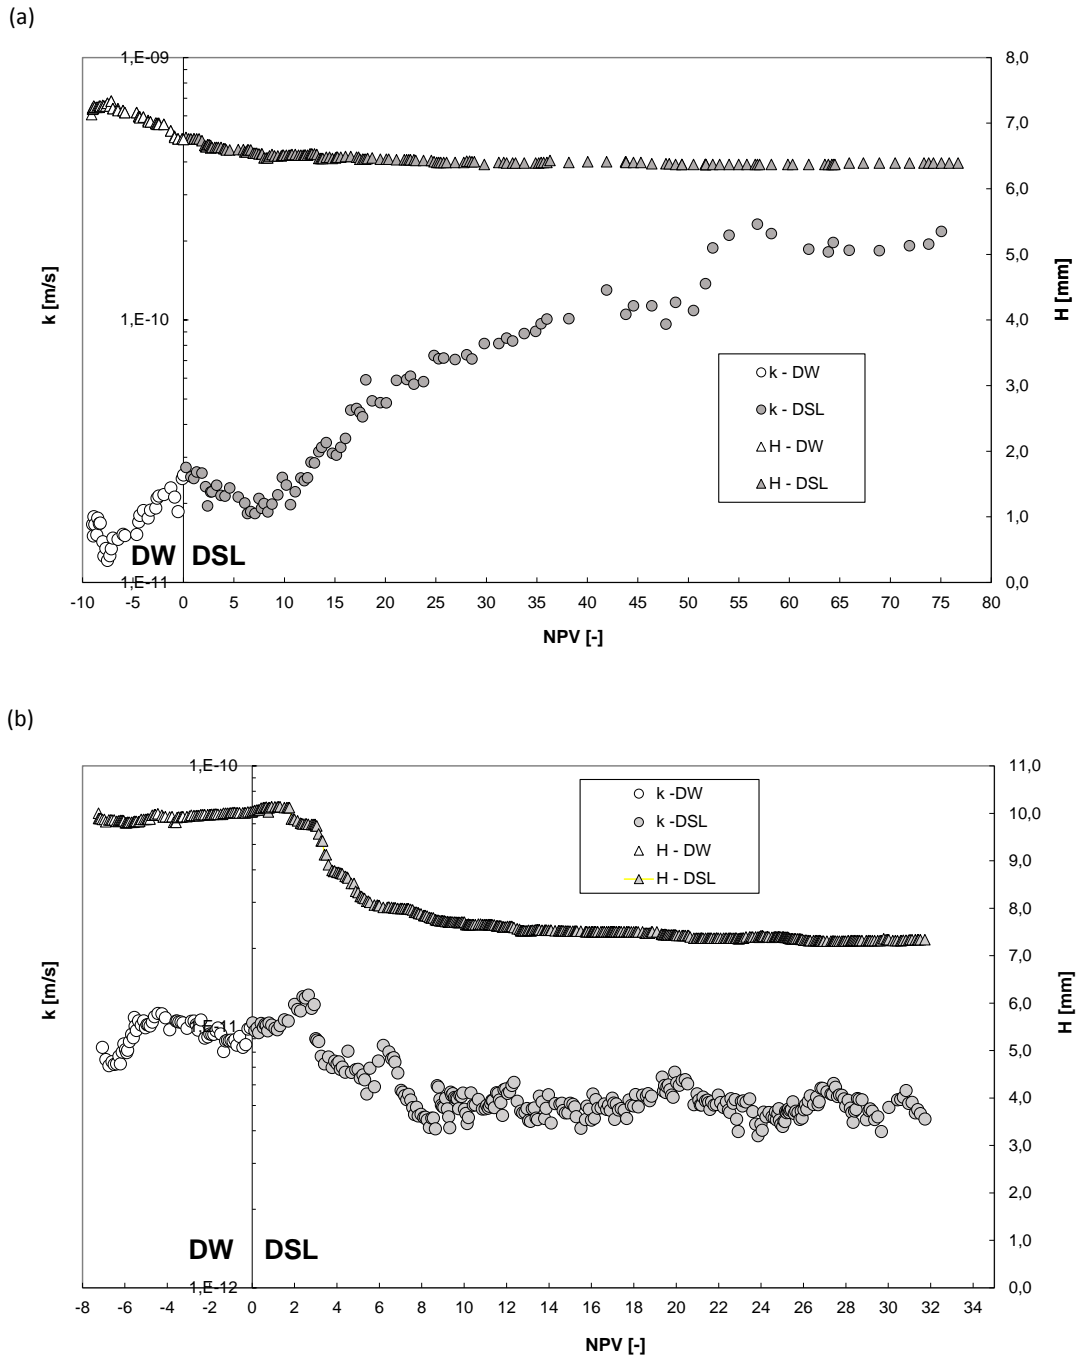 (a)
1,E-09
1,E-10
1,E-11
k [m/s]
8,0
7,0
6,0
5,0
4,0
3,0
2,0
1,0
0,0
H [mm]
k - DW
k - DSL
H - DW
H - DSL
DW DSL
-10 -5 0 5 10 15 20 25 30 35 40 45 50 55 60 65 70 75 80
NPV [-]
(b)
1,E-10
1,E-11
1,E-12
k [m/s]
11,0
10,0
9,0
8,0
7,0
6,0
5,0
4,0
3,0
2,0
1,0
0,0
H [mm]
k -DW
k -DSL
H - DW
H - DSL
DW DSL
-8 -6 -4 -2 0 2 4 6 8 10 12 14 16 18 20 22 24 26 28 30 32 34
NPV [-]